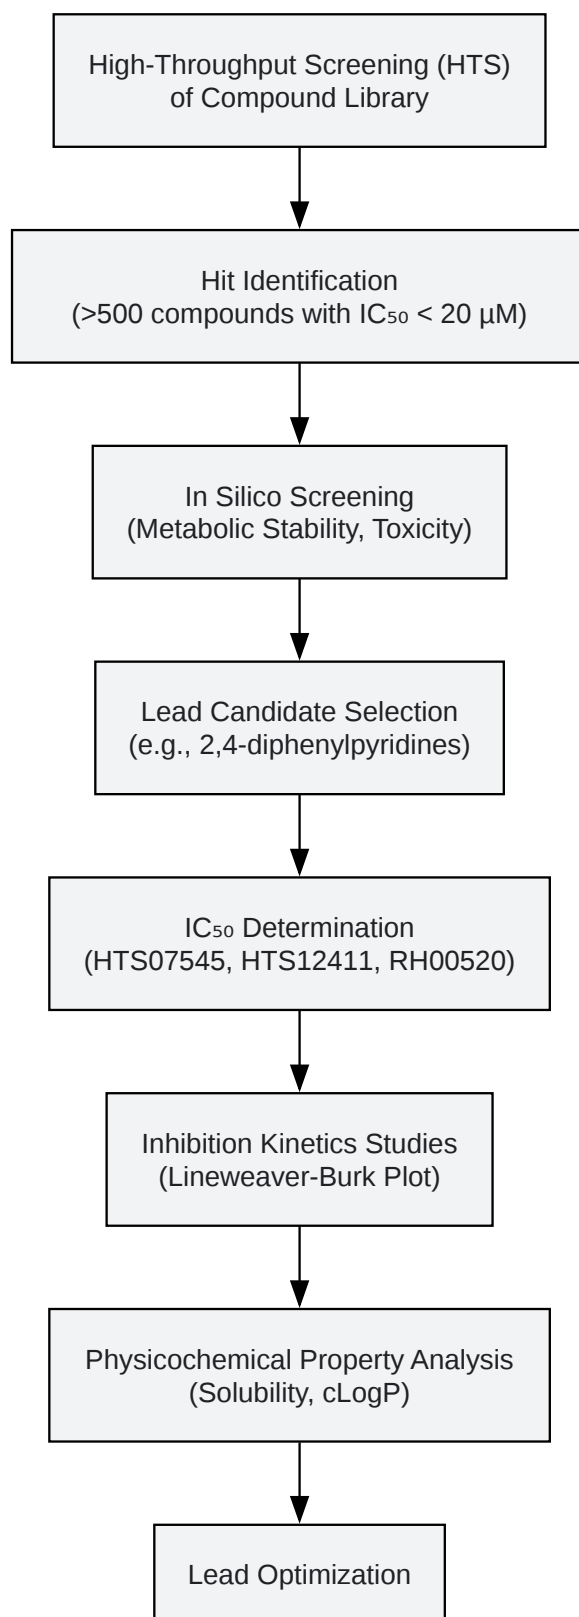 High-Throughput Screening (HTS)
of Compound Library
Hit Identification
(>500 compounds with IC₅₀ < 20 μM)
In Silico Screening
(Metabolic Stability, Toxicity)
Lead Candidate Selection
(e.g., 2,4-diphenylpyridines)
IC₅₀ Determination
(HTS07545, HTS12411, RH00520)
Inhibition Kinetics Studies
(Lineweaver-Burk Plot)
Physicochemical Property Analysis
(Solubility, cLogP)
Lead Optimization